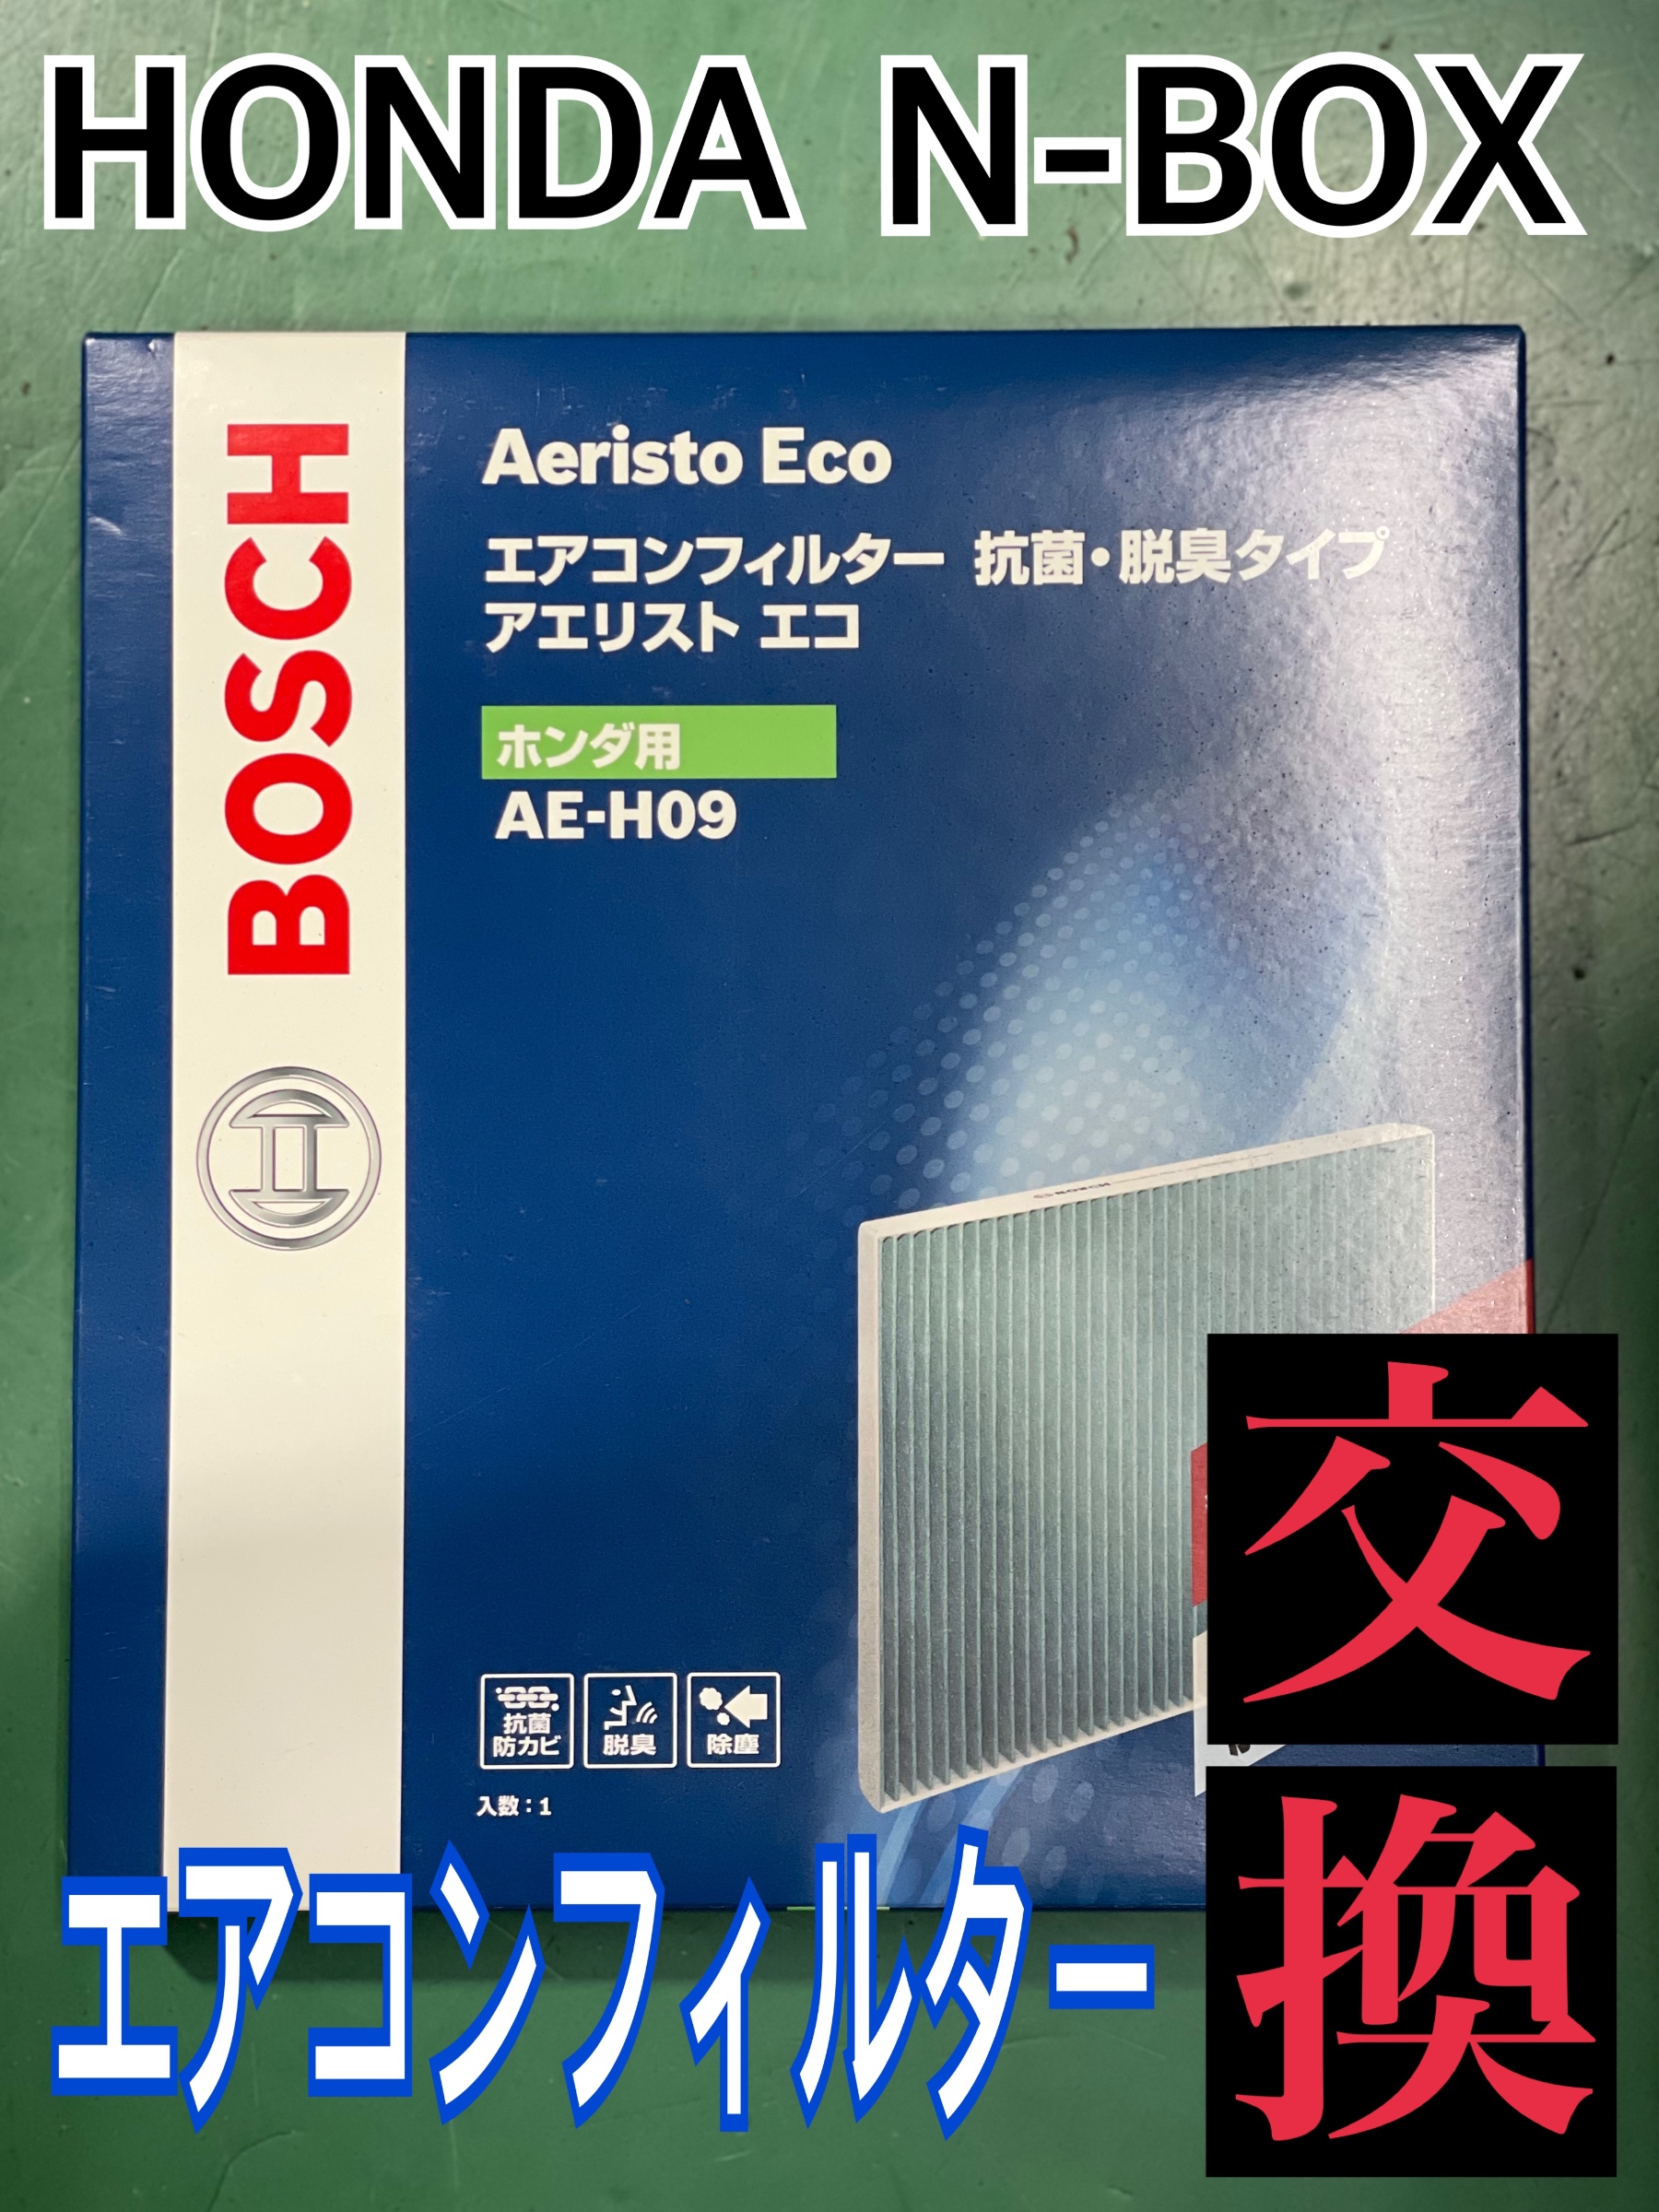 HONDA N-BOX
BOSCH
Aeristo Eco
エアコンフィルター 抗菌・脱臭タイプ
アエリスト エコ
ホンダ用
AE-H09
BOSCH
抗菌
防カビ
脱臭
除塵
入数：1
エアコンフィルター
交
換